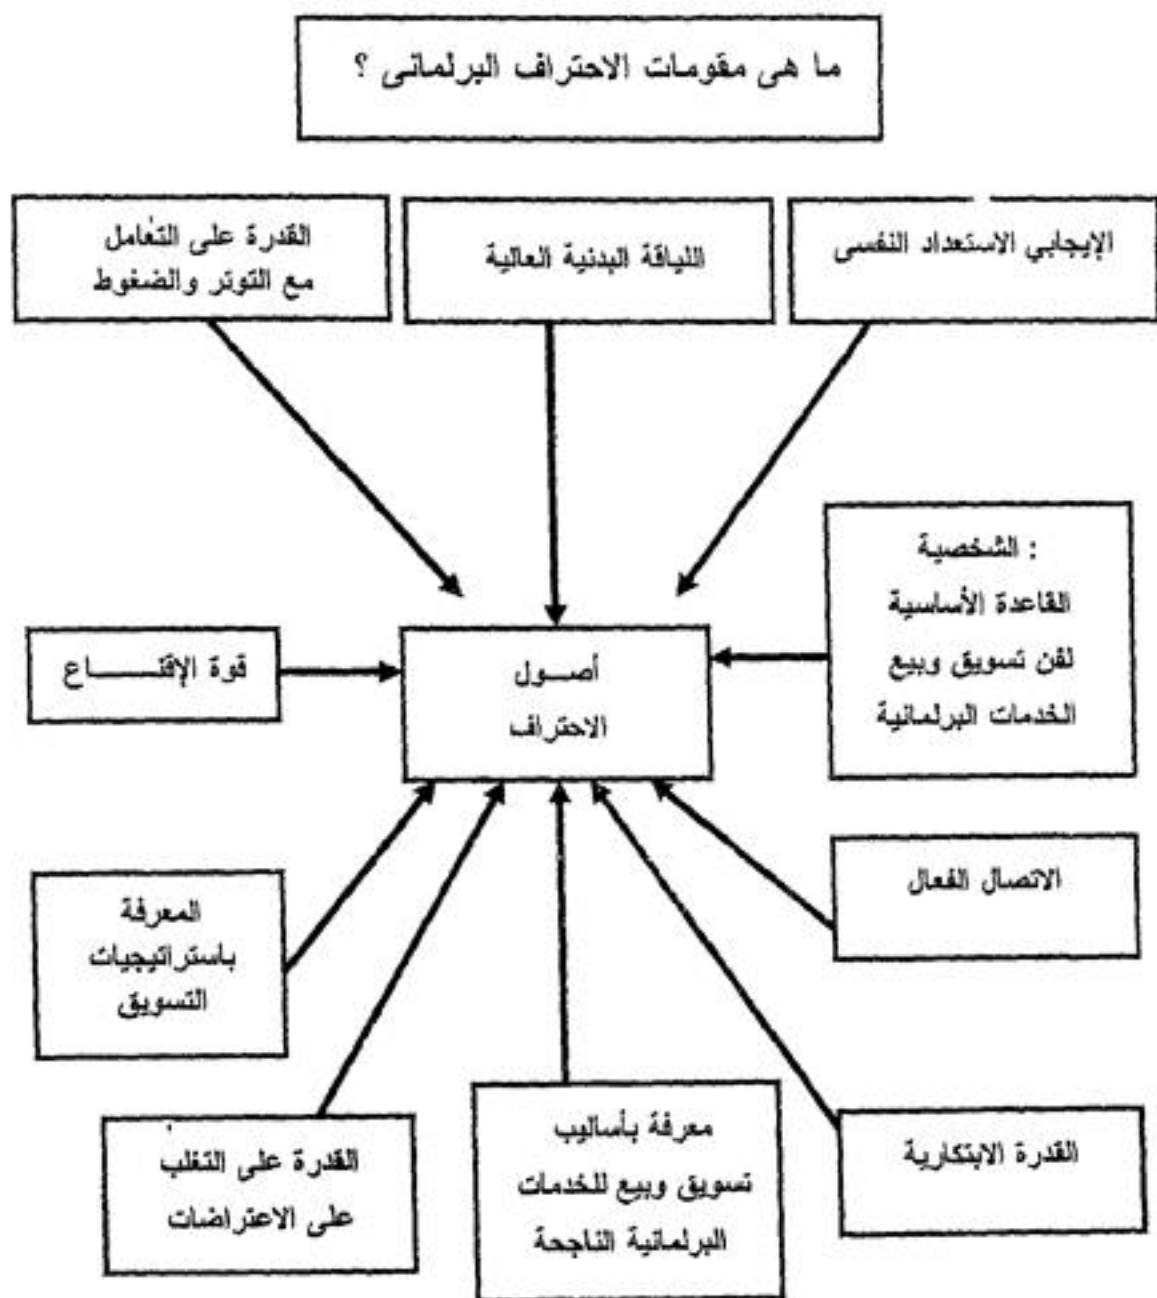 ما هى مقومات الاحتراف البرلمانى ؟
الإيجابي الاستعداد النفسى
اللياقة البدنية العالية
القدرة على التعامل
مع التوتر والضغوط
الشخصية :
القاعدة الأساسية
لفن تسويق وبيع
الخدمات البرلمانية
أصــول
الاحتراف
قوة الإقنــــــاع
الاتصال الفعال
المعرفة
باستراتيجيات
التسويق
القدرة الابتكارية
معرفة بأساليب
تسويق وبيع للخدمات
البرلمانية الناجحة
القدرة على التغلب
على الاعتراضات